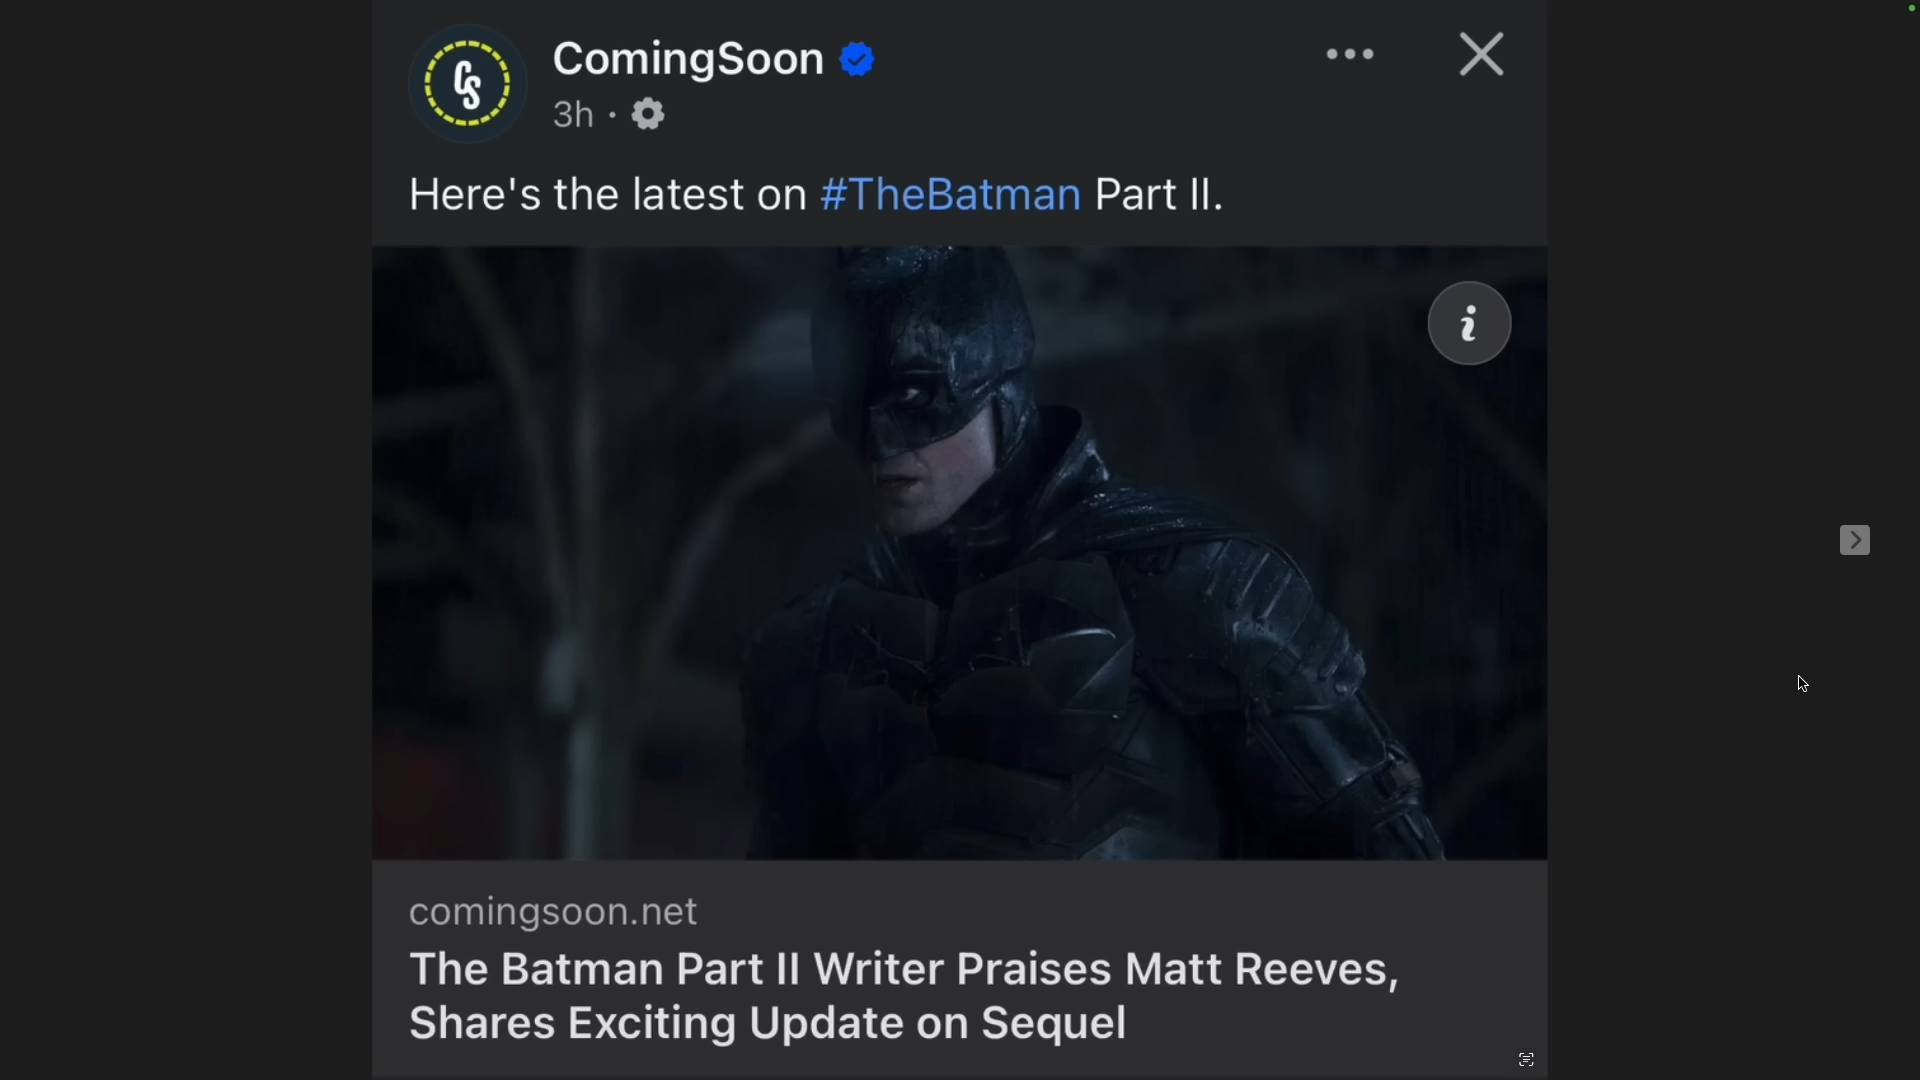 CS
ComingSoon
3h ·
Here's the latest on #TheBatman Part II.
i
comingsoon.net
The Batman Part II Writer Praises Matt Reeves,
Shares Exciting Update on Sequel